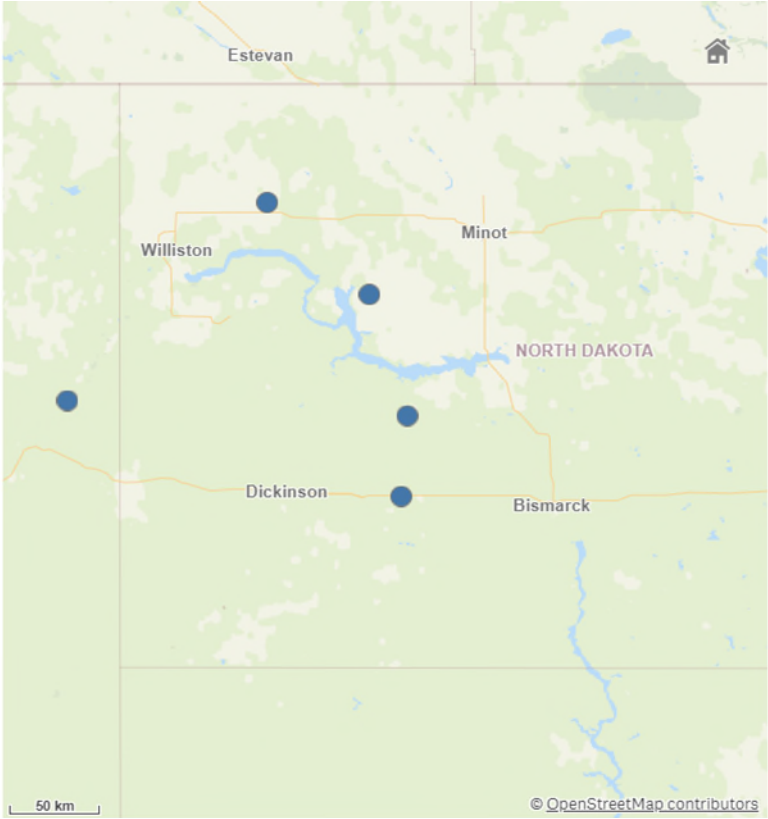 Estevan
Williston
Minot
NORTH DAKOTA
Dickinson
Bismarck
50 km
© OpenStreetMap contributors